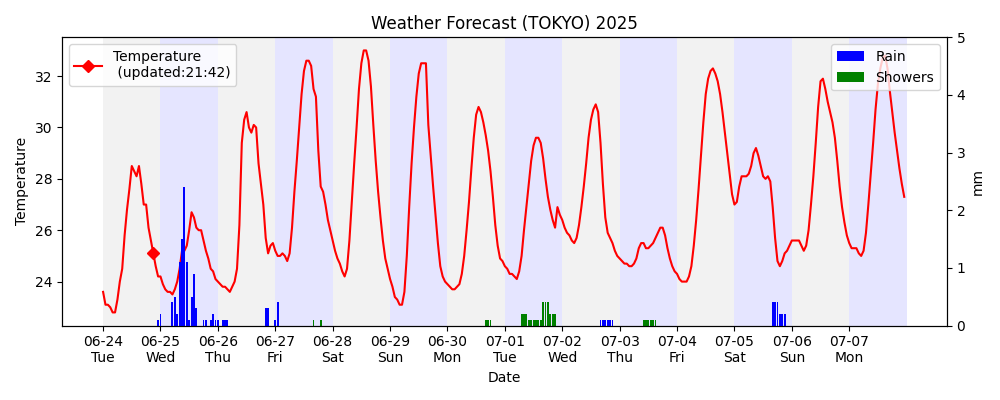 Weather Forecast (TOKYO) 2025
Temperature
(updated:21:42)
Rain
Showers
Temperature
32
30
28
26
24
5
4
3
2
1
0
mm
06-24 06-25 06-26 06-27 06-28 06-29 06-30 07-01 07-02 07-03 07-04 07-05 07-06 07-07
Tue Wed Thu Fri Sat Sun Mon Tue Wed Thu Fri Sat Sun Mon
Date